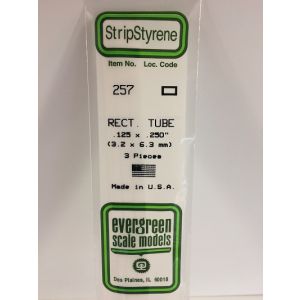 StripStyrene
Item No. Loc. Code
257
RECT. TUBE
.125 x .250"
(3.2 x 6.3 mm)
3 Pieces
Made in U.S.A.
evergreen
scale models
Des Plaines, IL 60018